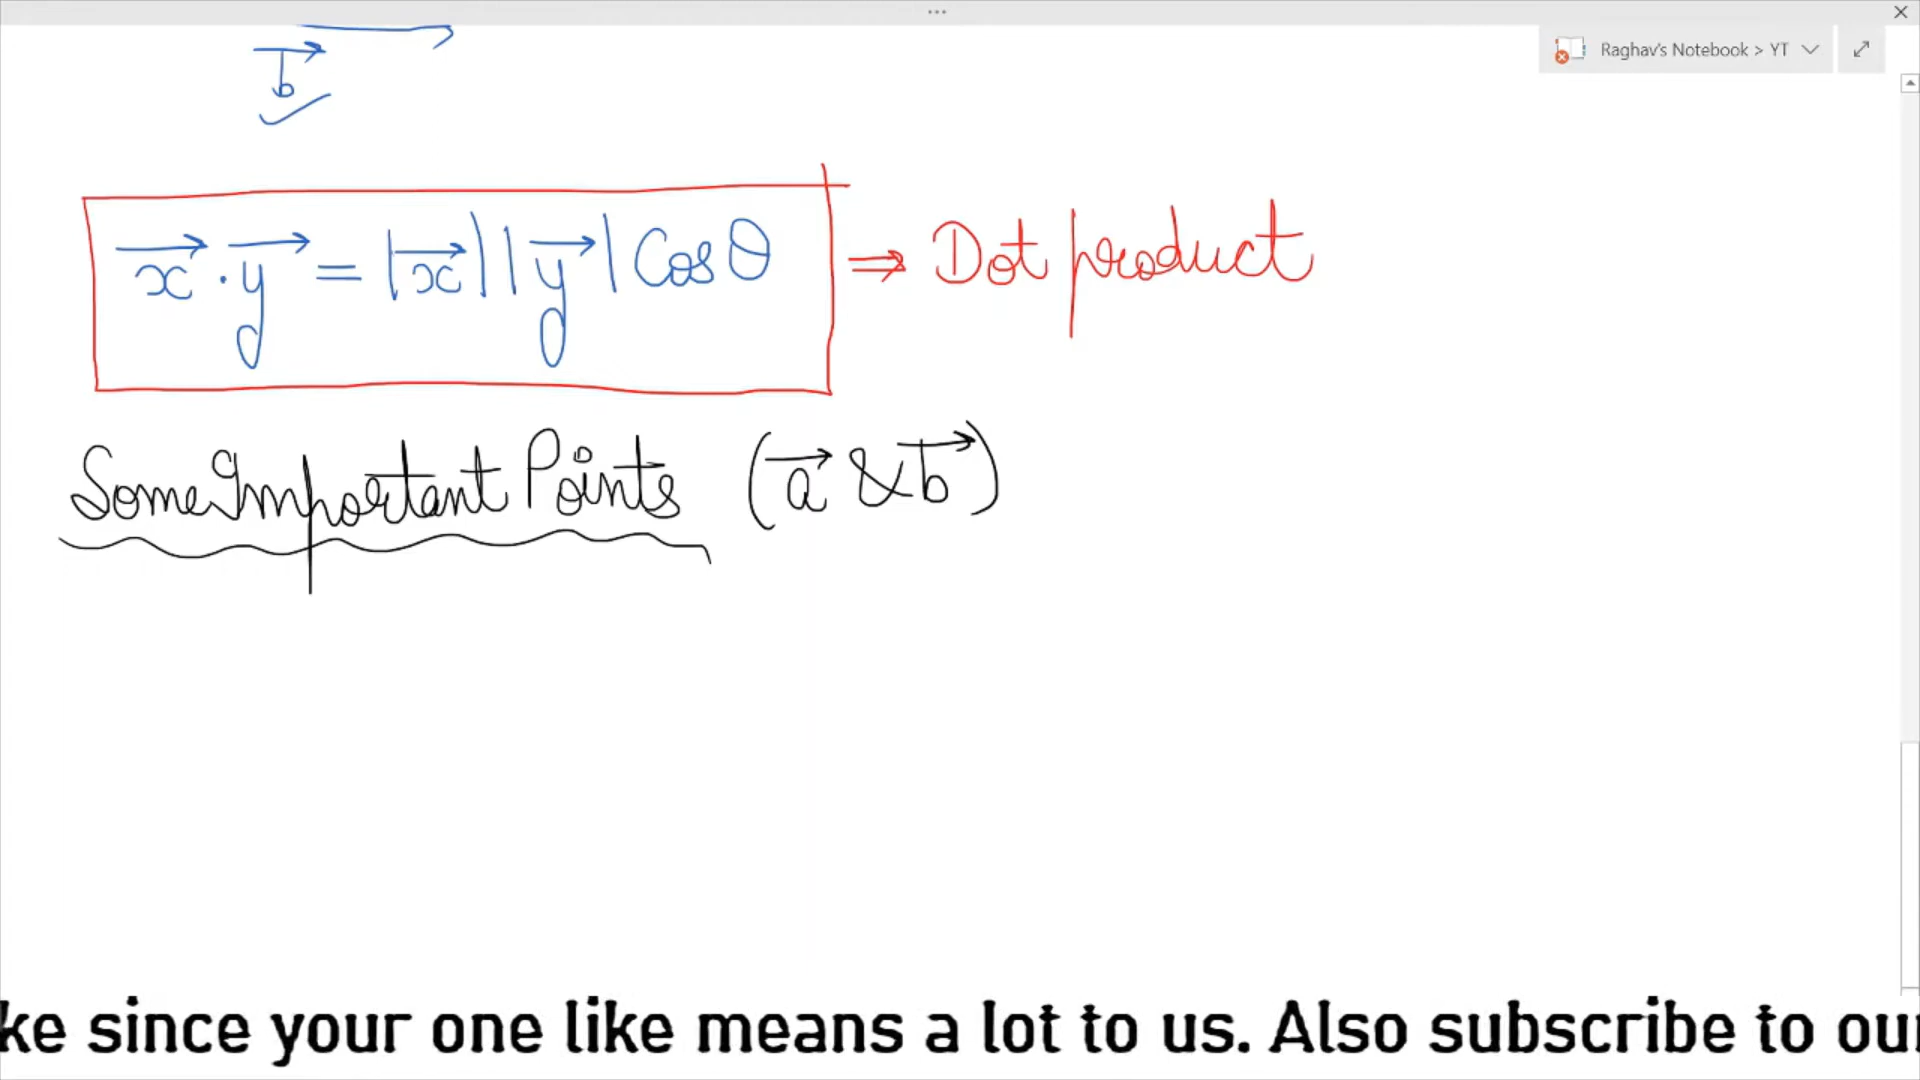 ...
Raghav's Notebook > YT
b⃗
x⃗ · y⃗ = |x⃗| |y⃗| Cos θ ⇒ Dot product
Some Important Points (a⃗ & b⃗)
ke since your one like means a lot to us. Also subscribe to ou